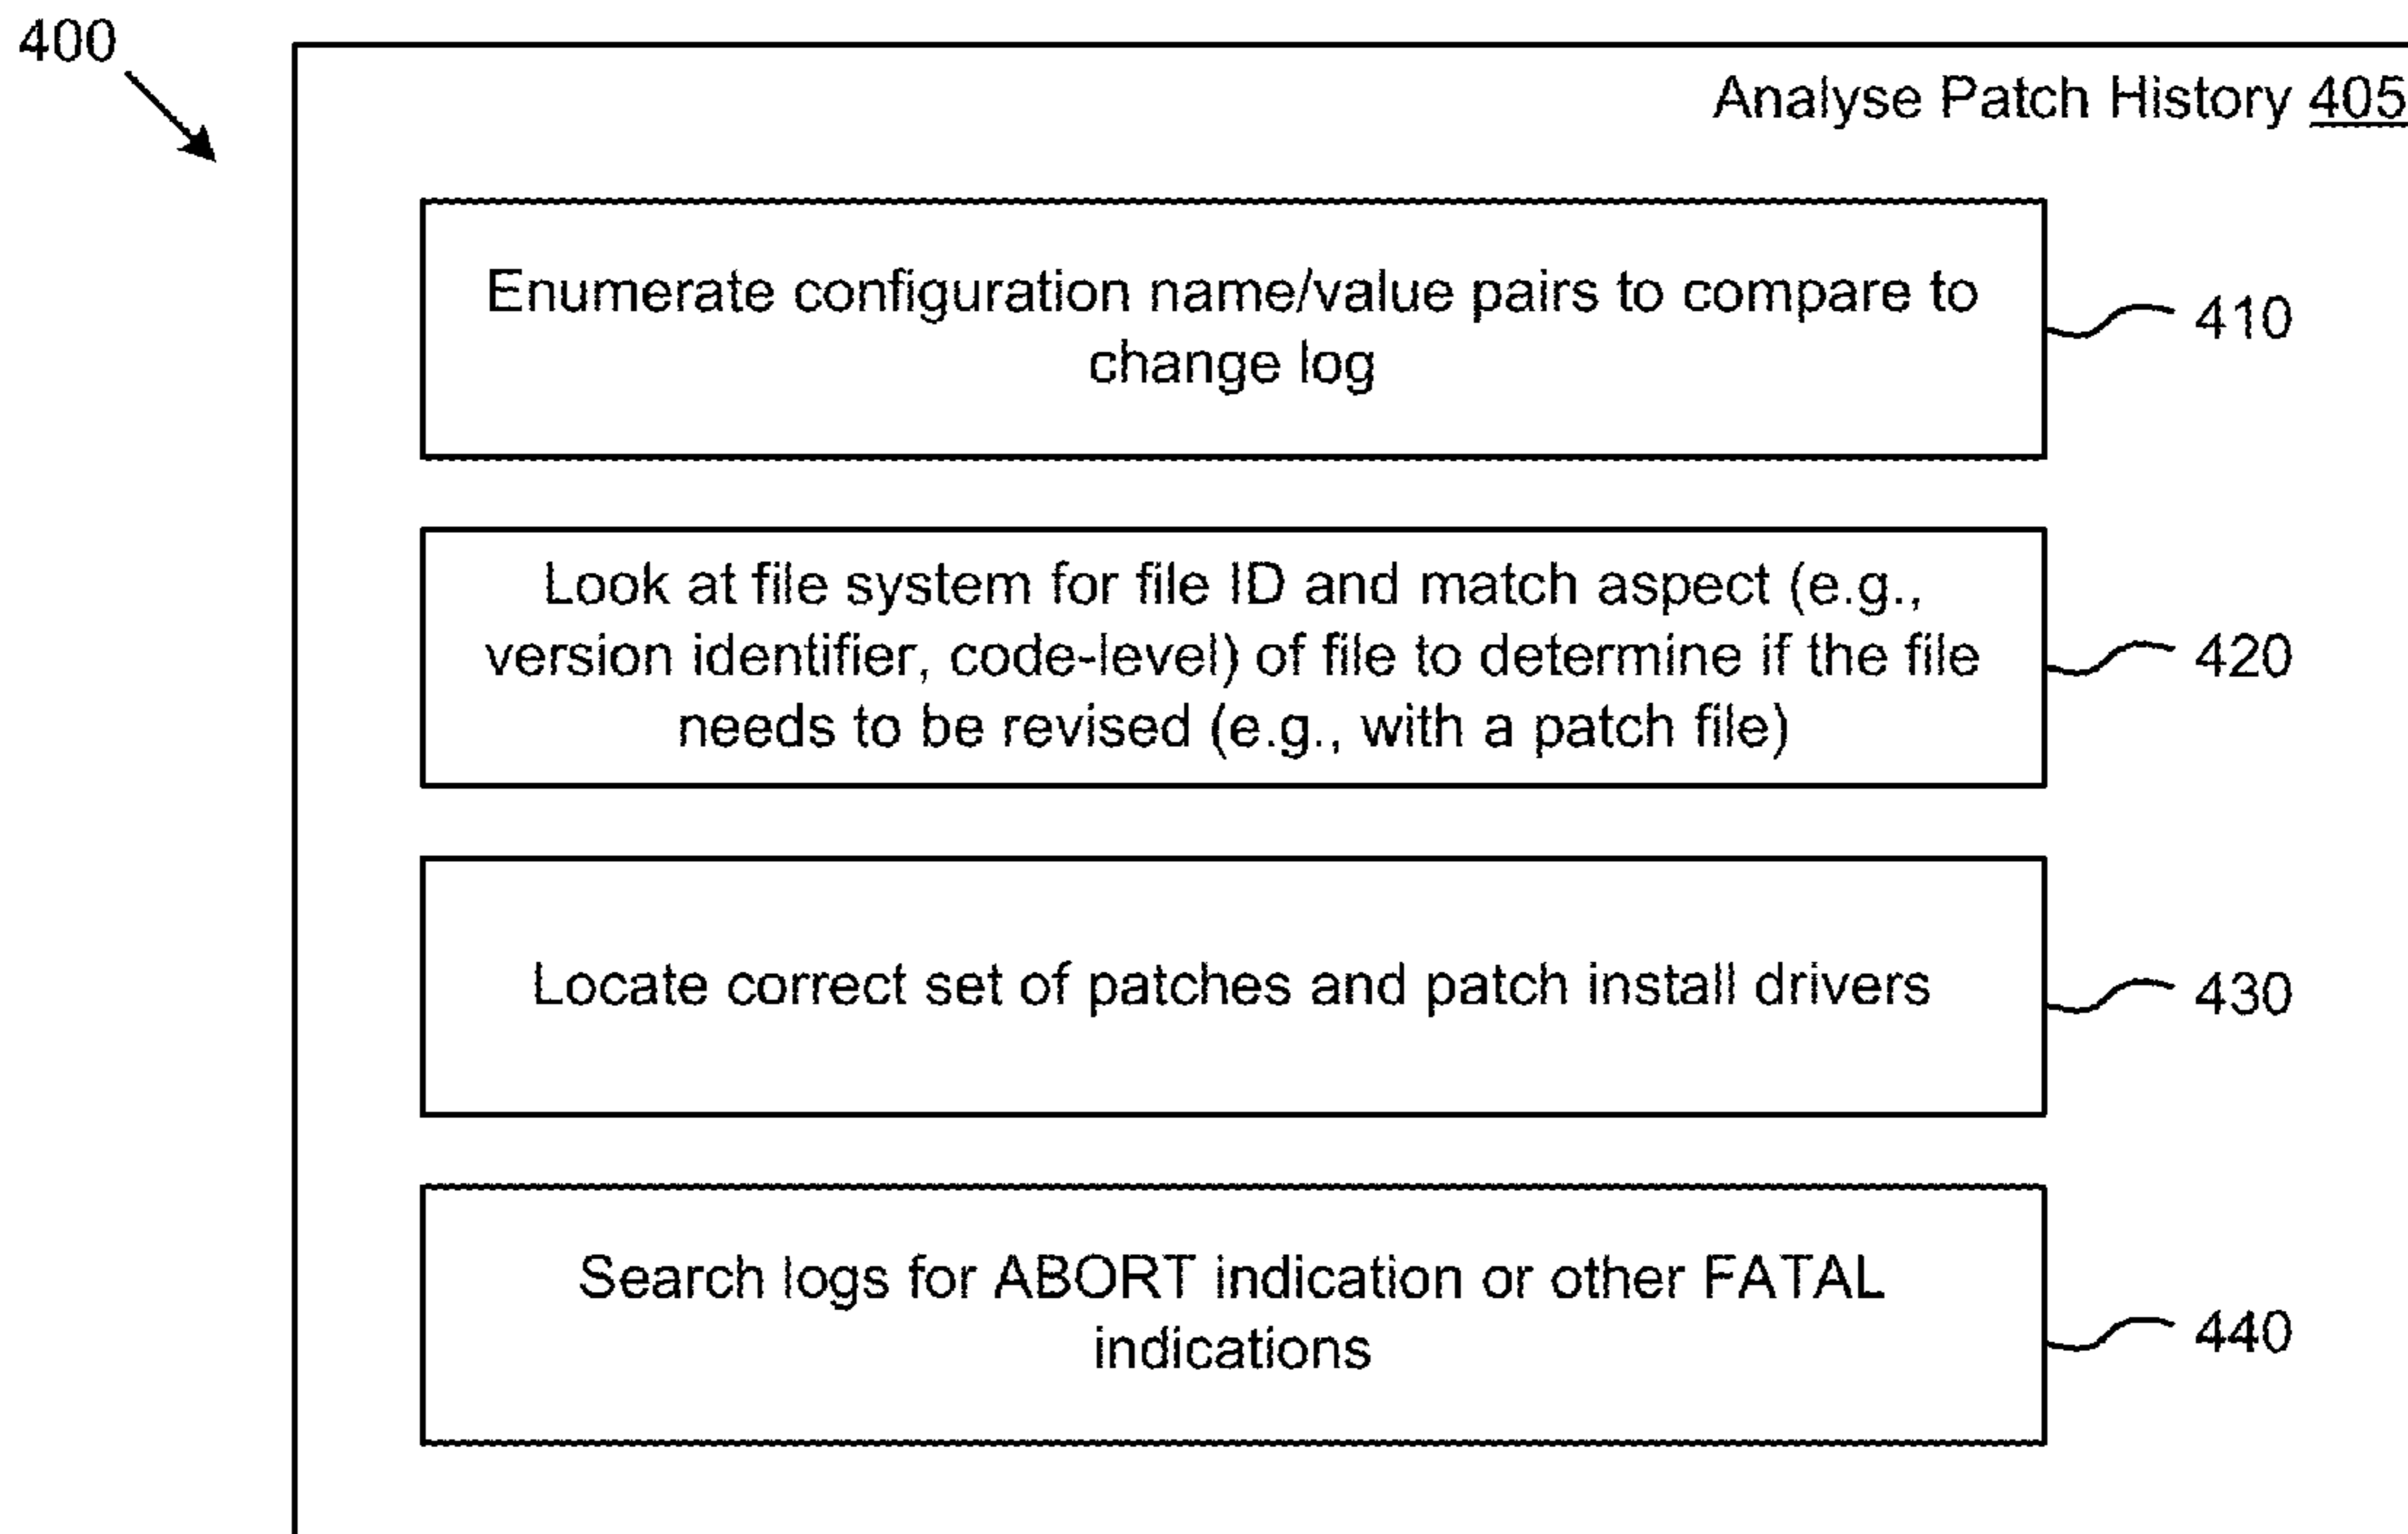 400
Analyse Patch History 405
Enumerate configuration name/value pairs to compare to
change log
410
Look at file system for file ID and match aspect (e.g.,
version identifier, code-level) of file to determine if the file
needs to be revised (e.g., with a patch file)
420
Locate correct set of patches and patch install drivers
430
Search logs for ABORT indication or other FATAL
indications
440